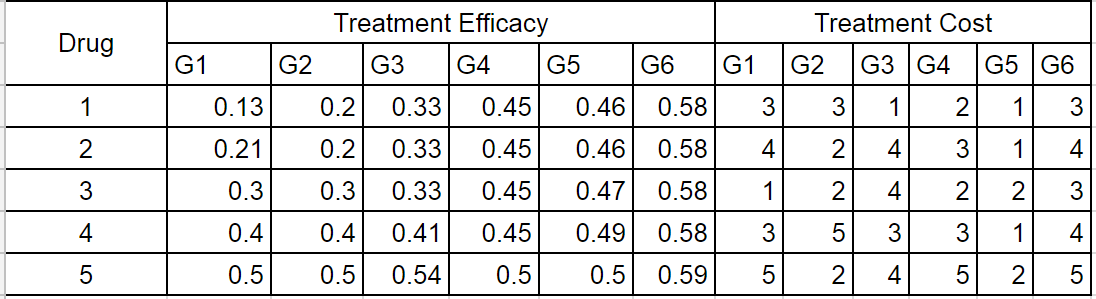 Drug Treatment Efficacy Treatment Cost
G1 G2 G3 G4 G5 G6 G1 G2 G3 G4 G5 G6
1 0.13 0.2 0.33 0.45 0.46 0.58 3 3 1 2 1 3
2 0.21 0.2 0.33 0.45 0.46 0.58 4 2 4 3 1 4
3 0.3 0.3 0.33 0.45 0.47 0.58 1 2 4 2 2 3
4 0.4 0.4 0.41 0.45 0.49 0.58 3 5 3 3 1 4
5 0.5 0.5 0.54 0.5 0.5 0.59 5 2 4 5 2 5